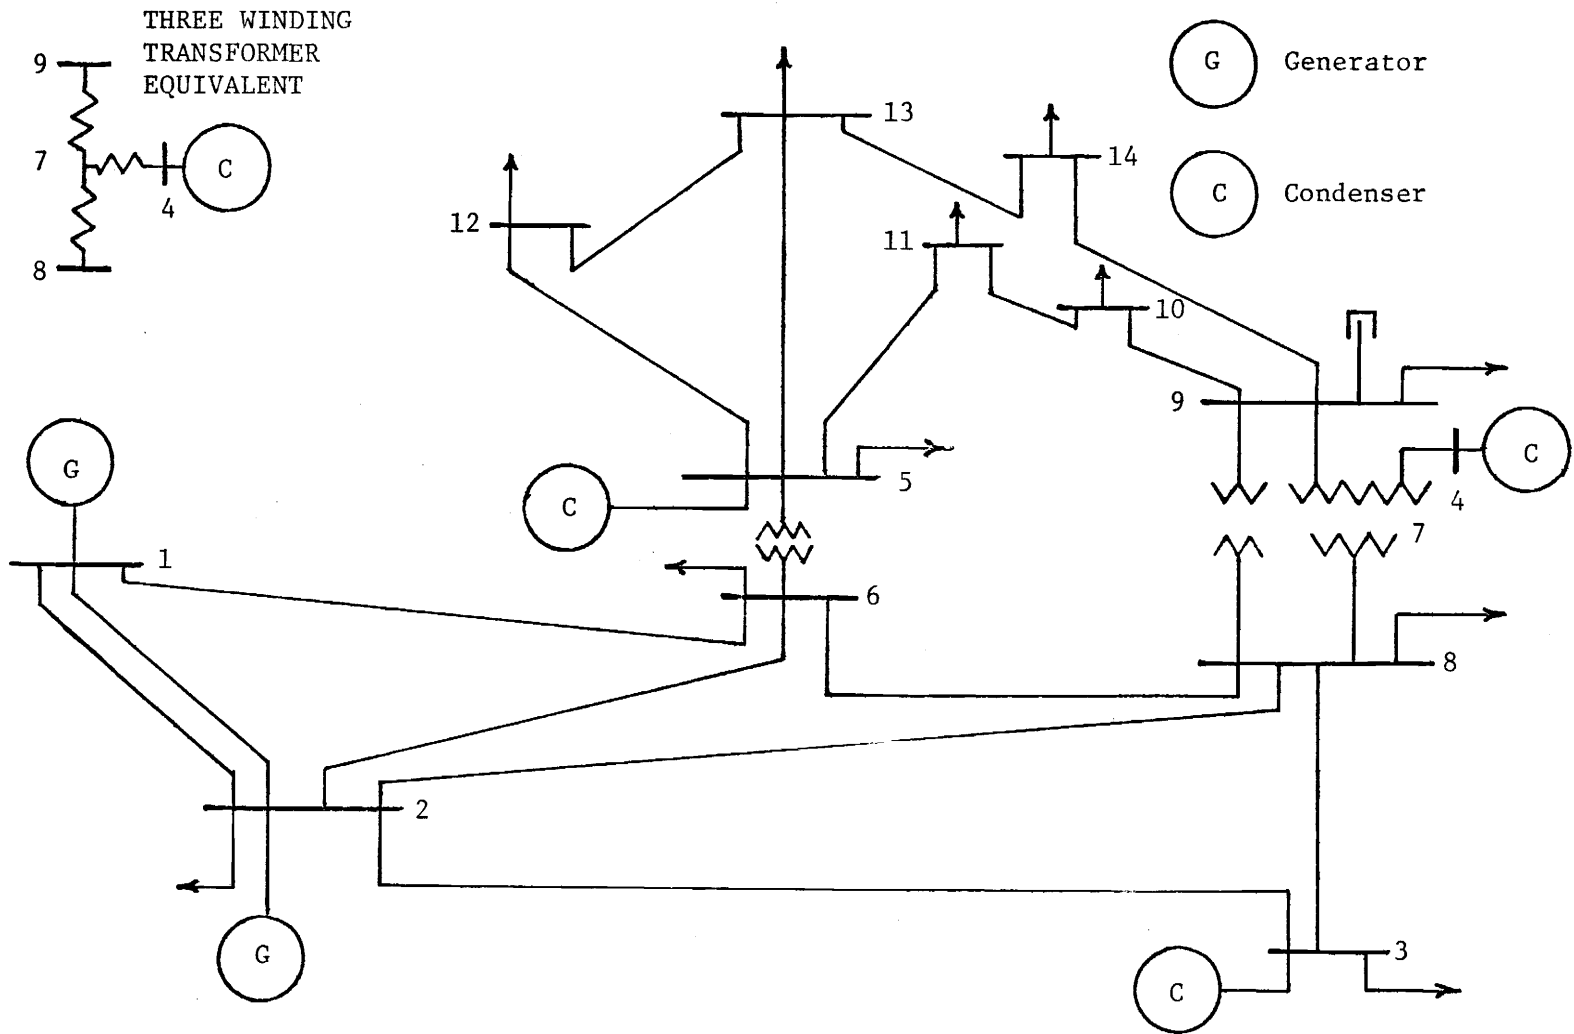 THREE WINDING
TRANSFORMER
EQUIVALENT
9
7
4
C
8
G Generator
C Condenser
13
14
12
11
10
9
C
4
7
5
C
G
1
6
8
2
G
3
C